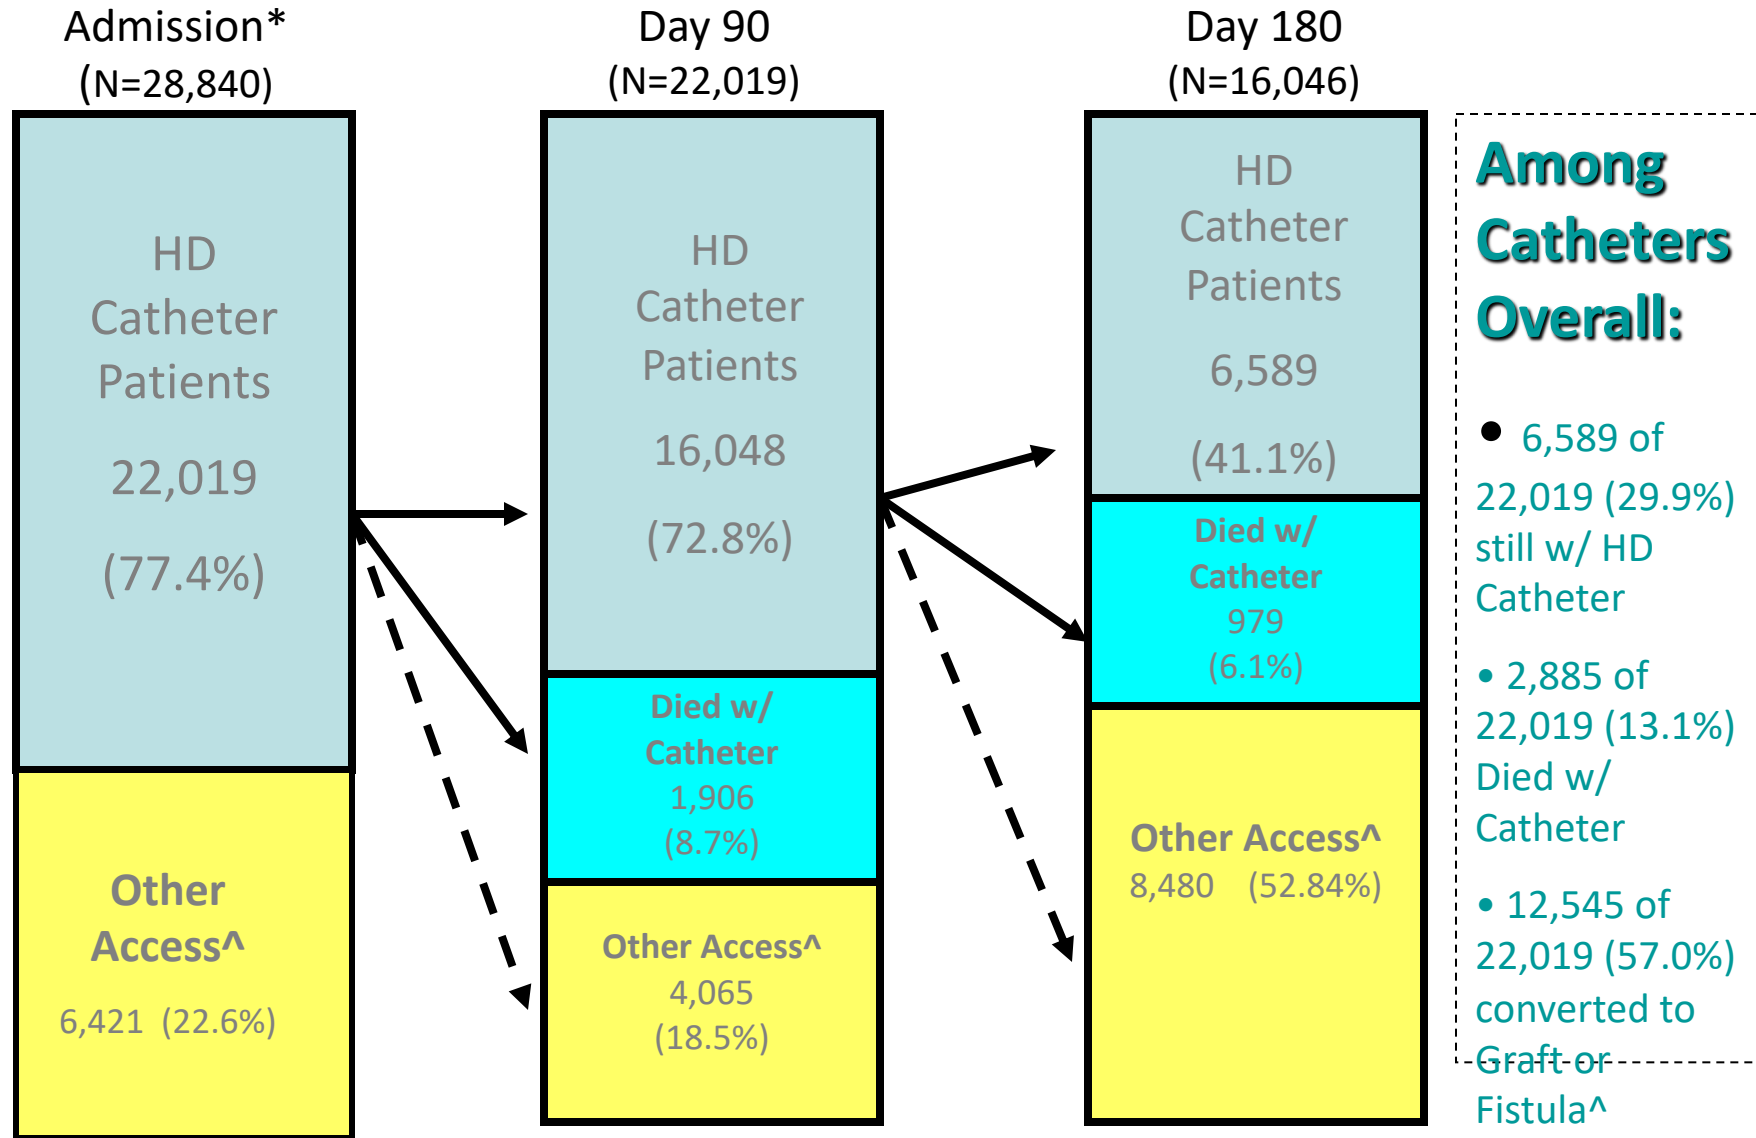 Admission*
(N=28,840)
HD
Catheter
Patients
22,019
(77.4%)
Other
Access^
6,421 (22.6%)
Day 90
(N=22,019)
HD
Catheter
Patients
16,048
(72.8%)
Died w/
Catheter
1,906
(8.7%)
Other Access^
4,065
(18.5%)
Day 180
(N=16,046)
HD
Catheter
Patients
6,589
(41.1%)
Died w/
Catheter
979
(6.1%)
Other Access^
8,480 (52.84%)
Among
Catheters
Overall:
• 6,589 of
22,019 (29.9%)
still w/ HD
Catheter
• 2,885 of
22,019 (13.1%)
Died w/
Catheter
• 12,545 of
22,019 (57.0%)
converted to
Graft or
Fistula^